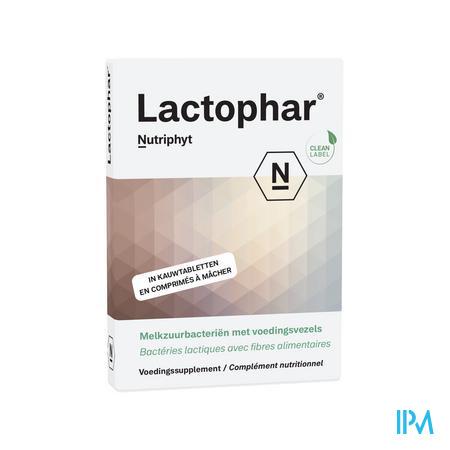 Lactophar®
Nutriphyt
CLEAN
LABEL
N
IN KAUWTABLETTEN
EN COMPRIMÉS À MÂCHER
Melkzuurbacteriën met voedingsvezels
Bactéries lactiques avec fibres alimentaires
Voedingssupplement / Complément nutritionnel
IPM